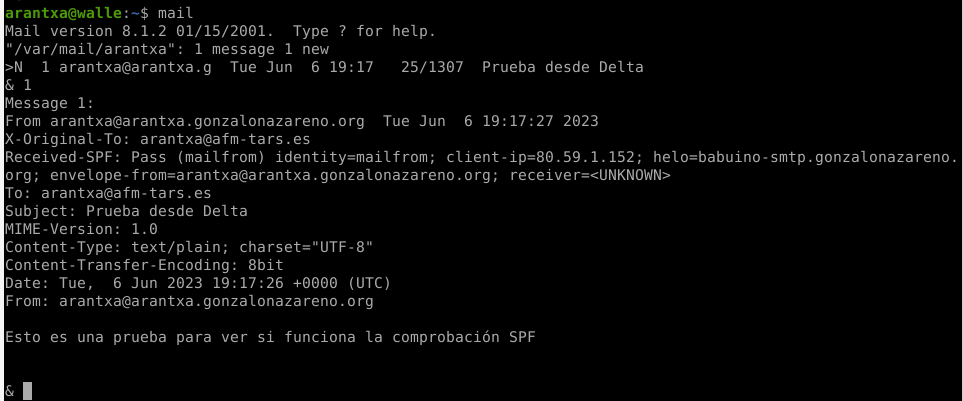 arantxa@walle:~$ mail
Mail version 8.1.2 01/15/2001.  Type ? for help.
"/var/mail/arantxa": 1 message 1 new
>N  1 arantxa@arantxa.g  Tue Jun  6 19:17   25/1307  Prueba desde Delta
& 1
Message 1:
From arantxa@arantxa.gonzalonazareno.org  Tue Jun  6 19:17:27 2023
X-Original-To: arantxa@afm-tars.es
Received-SPF: Pass (mailfrom) identity=mailfrom; client-ip=80.59.1.152; helo=babuino-smtp.gonzalonazareno.
org; envelope-from=arantxa@arantxa.gonzalonazareno.org; receiver=<UNKNOWN>
To: arantxa@afm-tars.es
Subject: Prueba desde Delta
MIME-Version: 1.0
Content-Type: text/plain; charset="UTF-8"
Content-Transfer-Encoding: 8bit
Date: Tue,  6 Jun 2023 19:17:26 +0000 (UTC)
From: arantxa@arantxa.gonzalonazareno.org

Esto es una prueba para ver si funciona la comprobación SPF

&